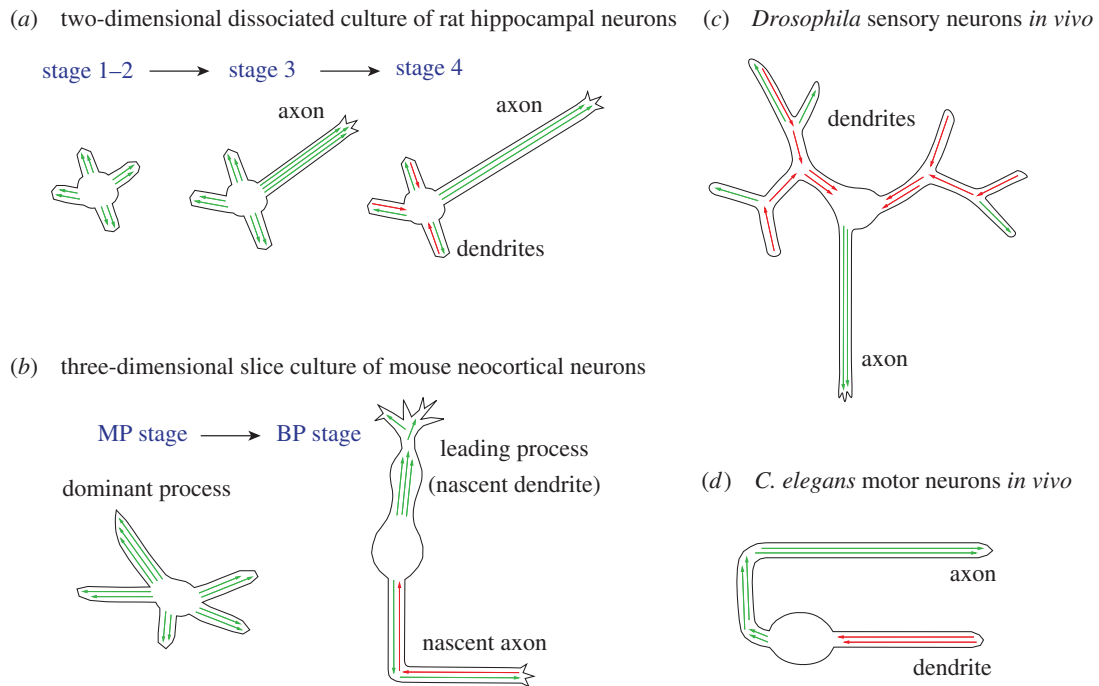 (a) two-dimensional dissociated culture of rat hippocampal neurons
stage 1–2
stage 3
stage 4
axon
axon
dendrites
(b) three-dimensional slice culture of mouse neocortical neurons
MP stage
BP stage
dominant process
leading process
(nascent dendrite)
nascent axon
(c) Drosophila sensory neurons in vivo
dendrites
axon
(d) C. elegans motor neurons in vivo
axon
dendrite